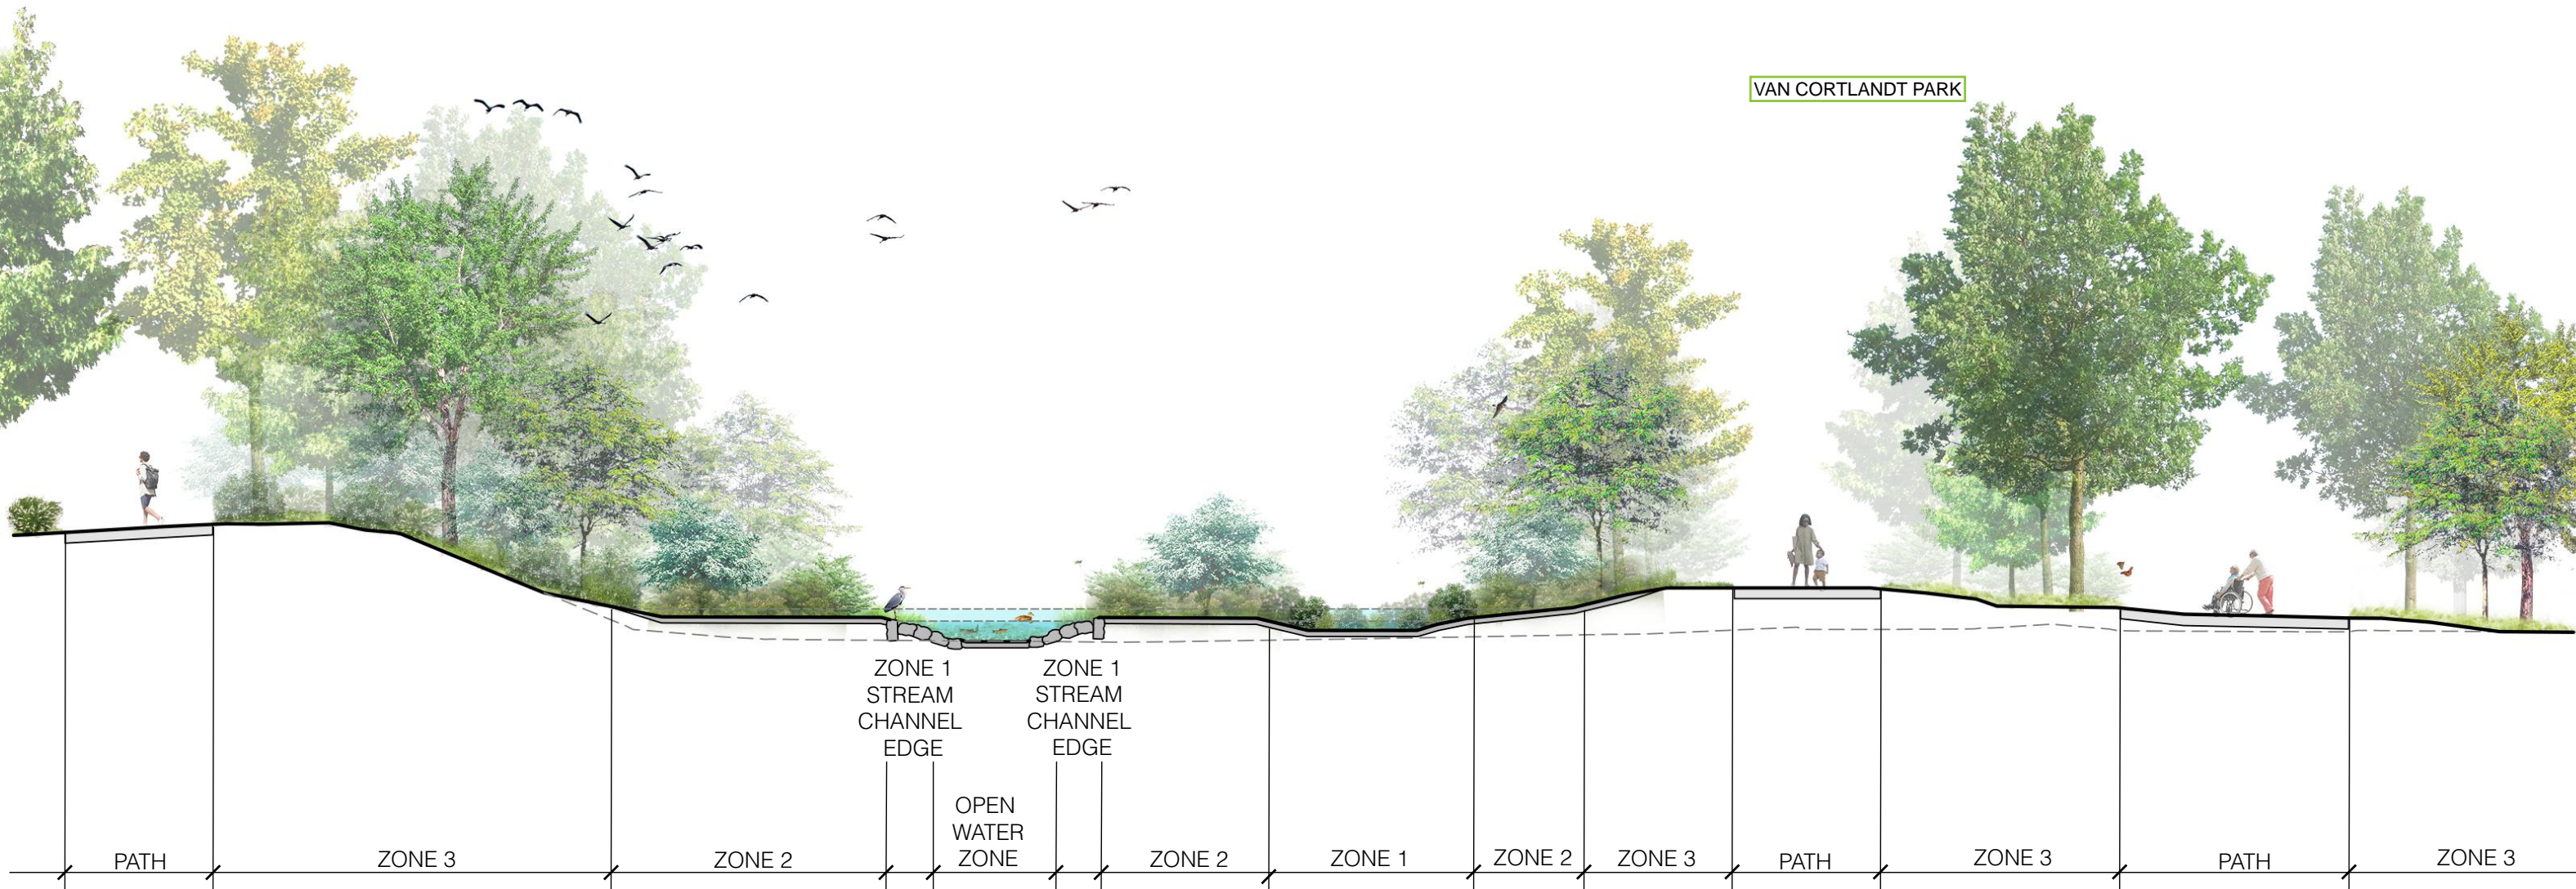 VAN CORTLANDT PARK
ZONE 1
STREAM
CHANNEL
EDGE
ZONE 1
STREAM
CHANNEL
EDGE
OPEN
WATER
ZONE
PATH
ZONE 3
ZONE 2
ZONE 2
ZONE 1
ZONE 2
ZONE 3
PATH
ZONE 3
PATH
ZONE 3